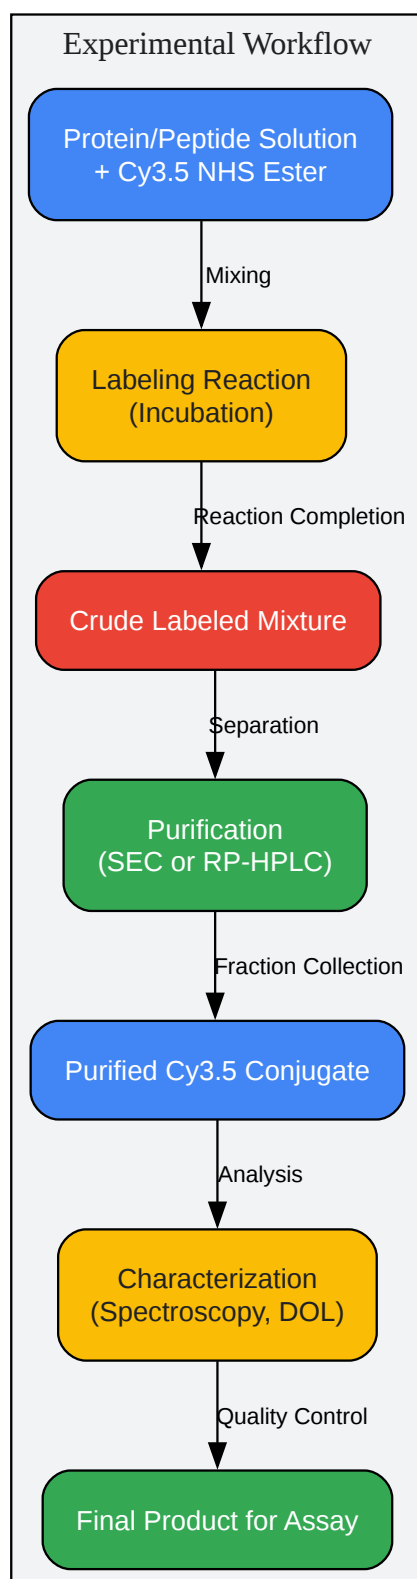 Experimental Workflow
Protein/Peptide Solution
+ Cy3.5 NHS Ester
Mixing
Labeling Reaction
(Incubation)
Reaction Completion
Crude Labeled Mixture
Separation
Purification
(SEC or RP-HPLC)
Fraction Collection
Purified Cy3.5 Conjugate
Analysis
Characterization
(Spectroscopy, DOL)
Quality Control
Final Product for Assay